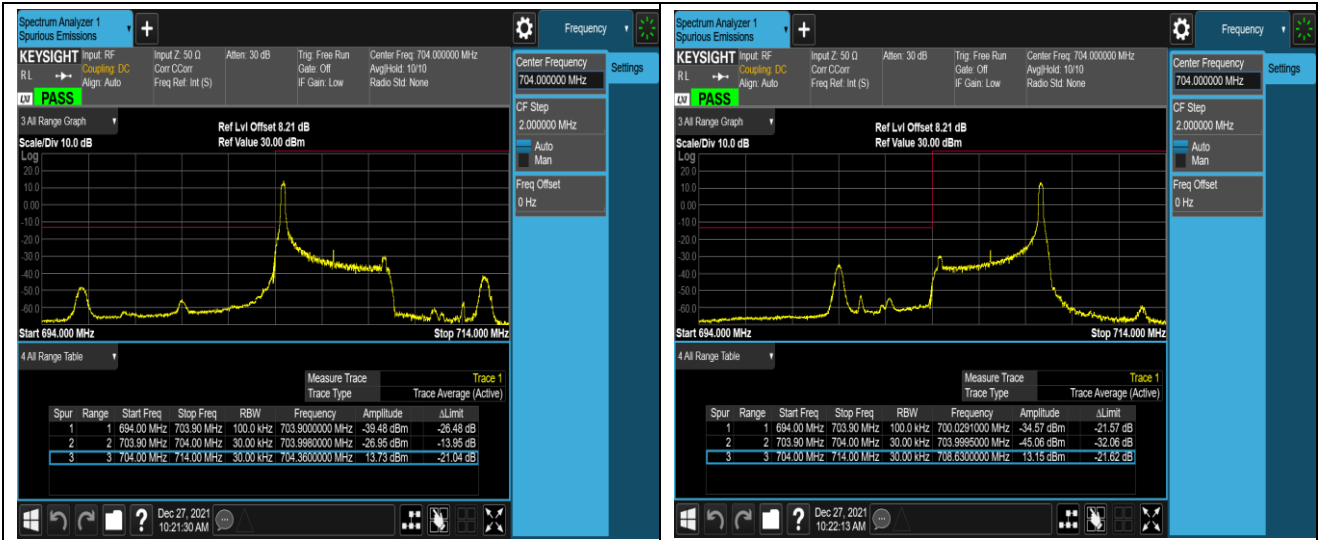 Spectrum Analyzer 1
Spurious Emissions
+
Frequency
KEYSIGHT Input: RF Input Z: 50 Ω Atten: 30 dB Trig: Free Run Center Freq: 704.000000 MHz
R L Coupling: DC Corr CCorr Gate: Off Avg|Hold: 10/10
Align: Auto Freq Ref: Int (S) IF Gain: Low Radio Std: None
LXI PASS
Center Frequency
704.000000 MHz
Settings
CF Step
2.000000 MHz
Auto
Man
Freq Offset
0 Hz
3 All Range Graph
Ref Lvl Offset 8.21 dB
Scale/Div 10.0 dB Ref Value 30.00 dBm
Log
20.0
10.0
0.00
-10.0
-20.0
-30.0
-40.0
-50.0
-60.0
Start 694.000 MHz Stop 714.000 MHz
4 All Range Table
Measure Trace Trace 1
Trace Type Trace Average (Active)
Spur Range Start Freq Stop Freq RBW Frequency Amplitude ΔLimit
1 1 694.00 MHz 703.90 MHz 100.0 kHz 703.9000000 MHz -39.48 dBm -26.48 dB
2 2 703.90 MHz 704.00 MHz 30.00 kHz 703.9980000 MHz -26.95 dBm -13.95 dB
3 3 704.00 MHz 714.00 MHz 30.00 kHz 704.3600000 MHz 13.73 dBm -21.04 dB
?
Dec 27, 2021
10:21:30 AM
Spectrum Analyzer 1
Spurious Emissions
+
Frequency
KEYSIGHT Input: RF Input Z: 50 Ω Atten: 30 dB Trig: Free Run Center Freq: 704.000000 MHz
R L Coupling: DC Corr CCorr Gate: Off Avg|Hold: 10/10
Align: Auto Freq Ref: Int (S) IF Gain: Low Radio Std: None
LXI PASS
Center Frequency
704.000000 MHz
Settings
CF Step
2.000000 MHz
Auto
Man
Freq Offset
0 Hz
3 All Range Graph
Ref Lvl Offset 8.21 dB
Scale/Div 10.0 dB Ref Value 30.00 dBm
Log
20.0
10.0
0.00
-10.0
-20.0
-30.0
-40.0
-50.0
-60.0
Start 694.000 MHz Stop 714.000 MHz
4 All Range Table
Measure Trace Trace 1
Trace Type Trace Average (Active)
Spur Range Start Freq Stop Freq RBW Frequency Amplitude ΔLimit
1 1 694.00 MHz 703.90 MHz 100.0 kHz 700.0291000 MHz -34.57 dBm -21.57 dB
2 2 703.90 MHz 704.00 MHz 30.00 kHz 703.9995000 MHz -45.06 dBm -32.06 dB
3 3 704.00 MHz 714.00 MHz 30.00 kHz 708.6300000 MHz 13.15 dBm -21.62 dB
?
Dec 27, 2021
10:22:13 AM